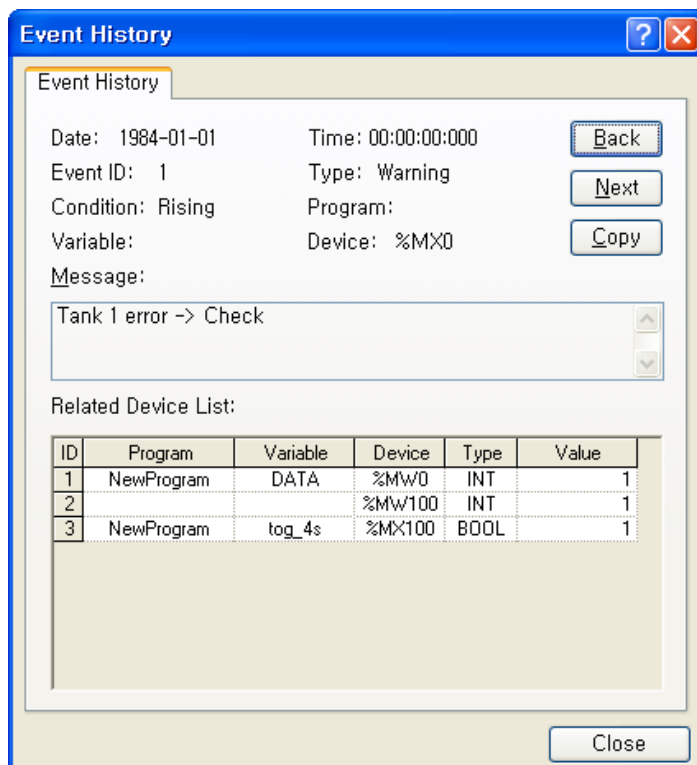 Event History
Event History
Date: 1984-01-01 Time: 00:00:00:000 Back
Event ID: 1 Type: Warning
Next
Condition: Rising Program:
Variable: Device: %MX0 Copy
Message:
Tank 1 error -> Check
Related Device List:
ID Program Variable Device Type Value
1 NewProgram DATA %MW0 INT 1
2 %MW100 INT 1
3 NewProgram tog_4s %MX100 BOOL 1
Close